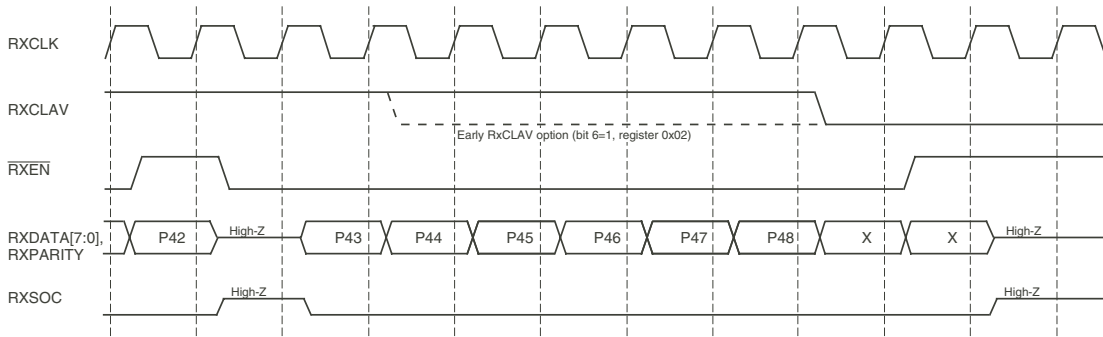 RXCLK
RXCLAV
Early RxCLAV option (bit 6=1, register 0x02)
RXEN
RXDATA[7:0],
RXPARITY
P42
High-Z
P43
P44
P45
P46
P47
P48
X
X
High-Z
RXSOC
High-Z
High-Z